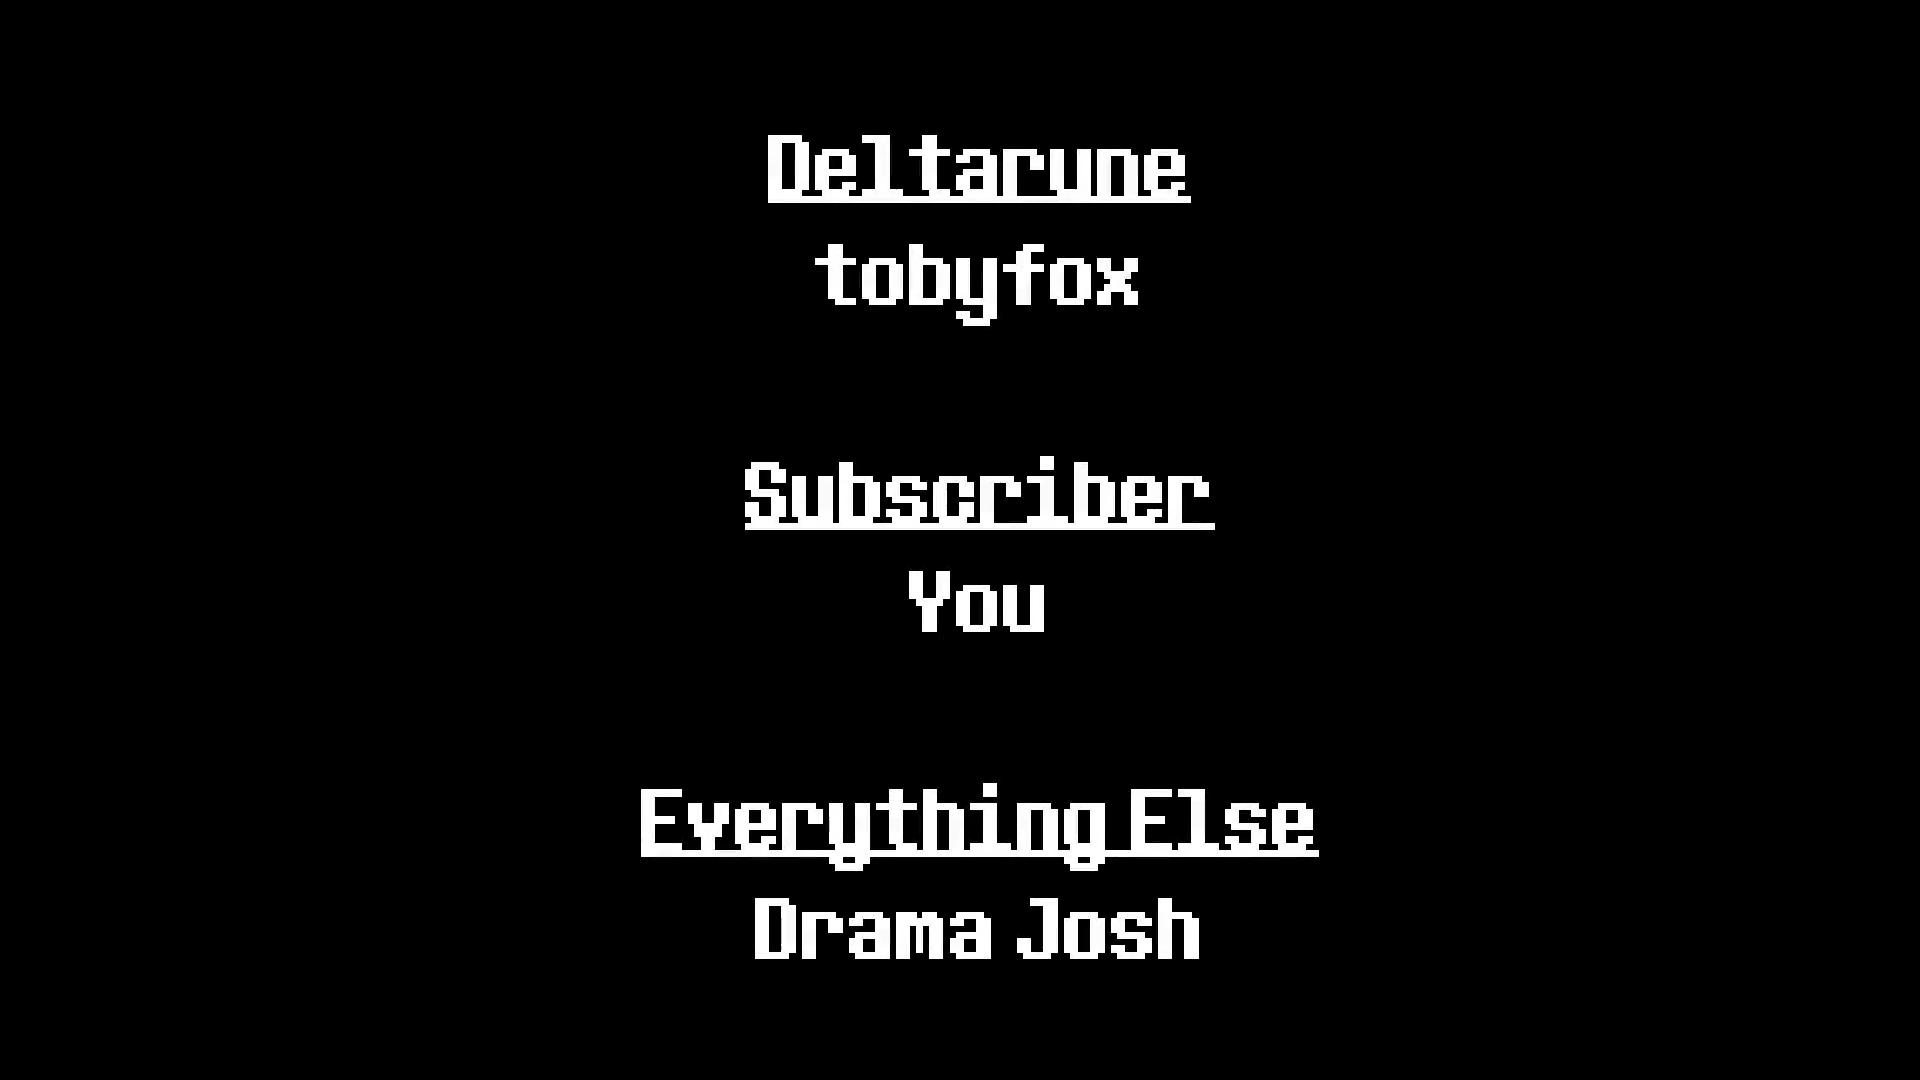 Deltarune
tobyfox
Subscriber
You
Everything Else
Drama Josh